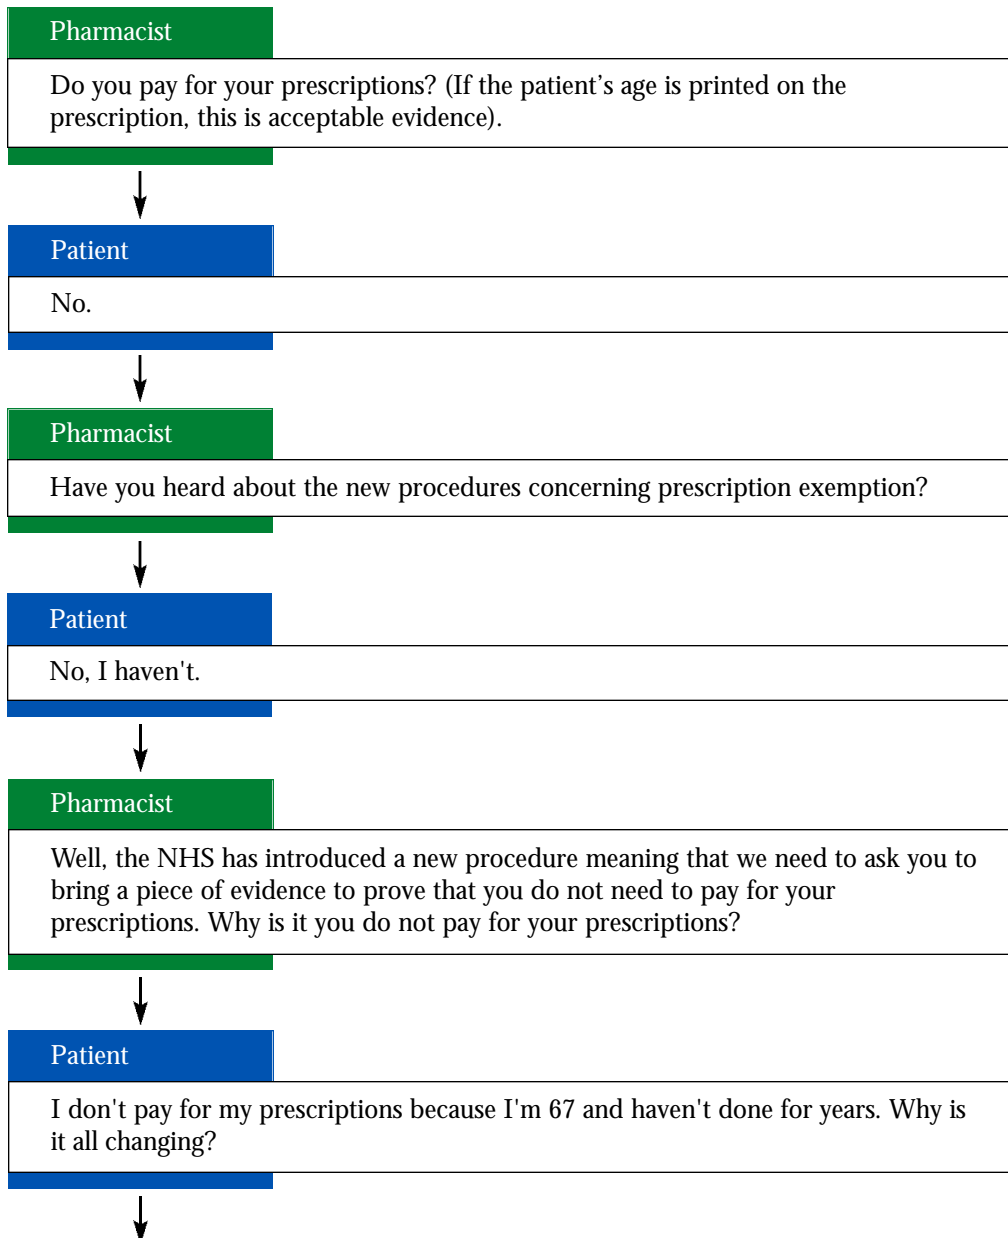 Pharmacist
Do you pay for your prescriptions? (If the patient’s age is printed on the
prescription, this is acceptable evidence).
Patient
No.
Pharmacist
Have you heard about the new procedures concerning prescription exemption?
Patient
No, I haven't.
Pharmacist
Well, the NHS has introduced a new procedure meaning that we need to ask you to
bring a piece of evidence to prove that you do not need to pay for your
prescriptions. Why is it you do not pay for your prescriptions?
Patient
I don't pay for my prescriptions because I'm 67 and haven't done for years. Why is
it all changing?